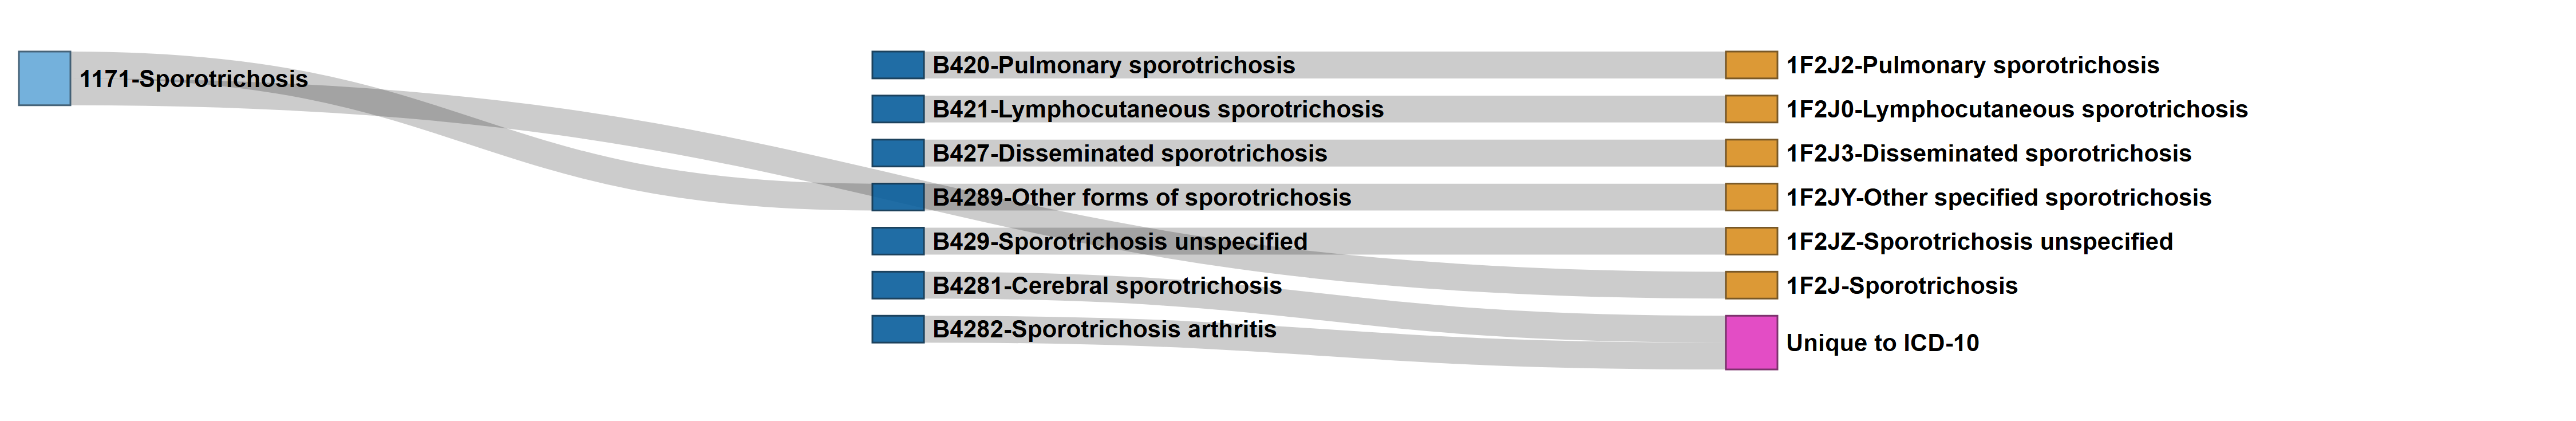 1171-Sporotrichosis
B420-Pulmonary sporotrichosis
B421-Lymphocutaneous sporotrichosis
B427-Disseminated sporotrichosis
B4289-Other forms of sporotrichosis
B429-Sporotrichosis unspecified
B4281-Cerebral sporotrichosis
B4282-Sporotrichosis arthritis
1F2J2-Pulmonary sporotrichosis
1F2J0-Lymphocutaneous sporotrichosis
1F2J3-Disseminated sporotrichosis
1F2JY-Other specified sporotrichosis
1F2JZ-Sporotrichosis unspecified
1F2J-Sporotrichosis
Unique to ICD-10